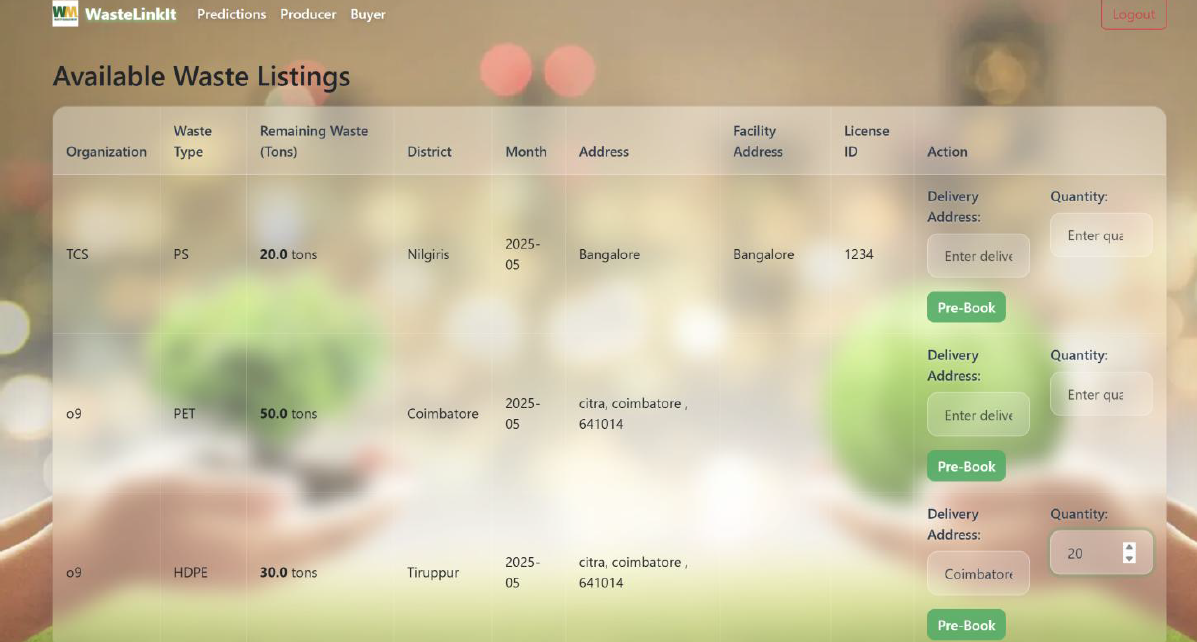 WM WasteLinkIt Predictions Producer Buyer Logout
Available Waste Listings
Organization Waste Type Remaining Waste (Tons) District Month Address Facility Address License ID Action
TCS PS 20.0 tons Nilgiris 2025-05 Bangalore Bangalore 1234
Delivery Address: Quantity:
Enter delive Enter qua
Pre-Book
o9 PET 50.0 tons Coimbatore 2025-05 citra, coimbatore , 641014
Delivery Address: Quantity:
Enter delive Enter qua
Pre-Book
o9 HDPE 30.0 tons Tiruppur 2025-05 citra, coimbatore , 641014
Delivery Address: Quantity:
Coimbatore 20
Pre-Book